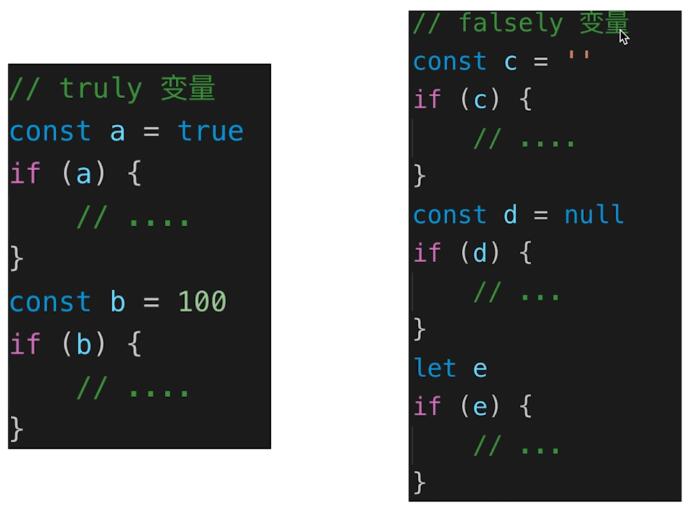 // truly 变量
const a = true
if (a) {
    // ....
}
const b = 100
if (b) {
    // ....
}
// falsely 变量
const c = ''
if (c) {
    // ....
}
const d = null
if (d) {
    // ...
}
let e
if (e) {
    // ...
}